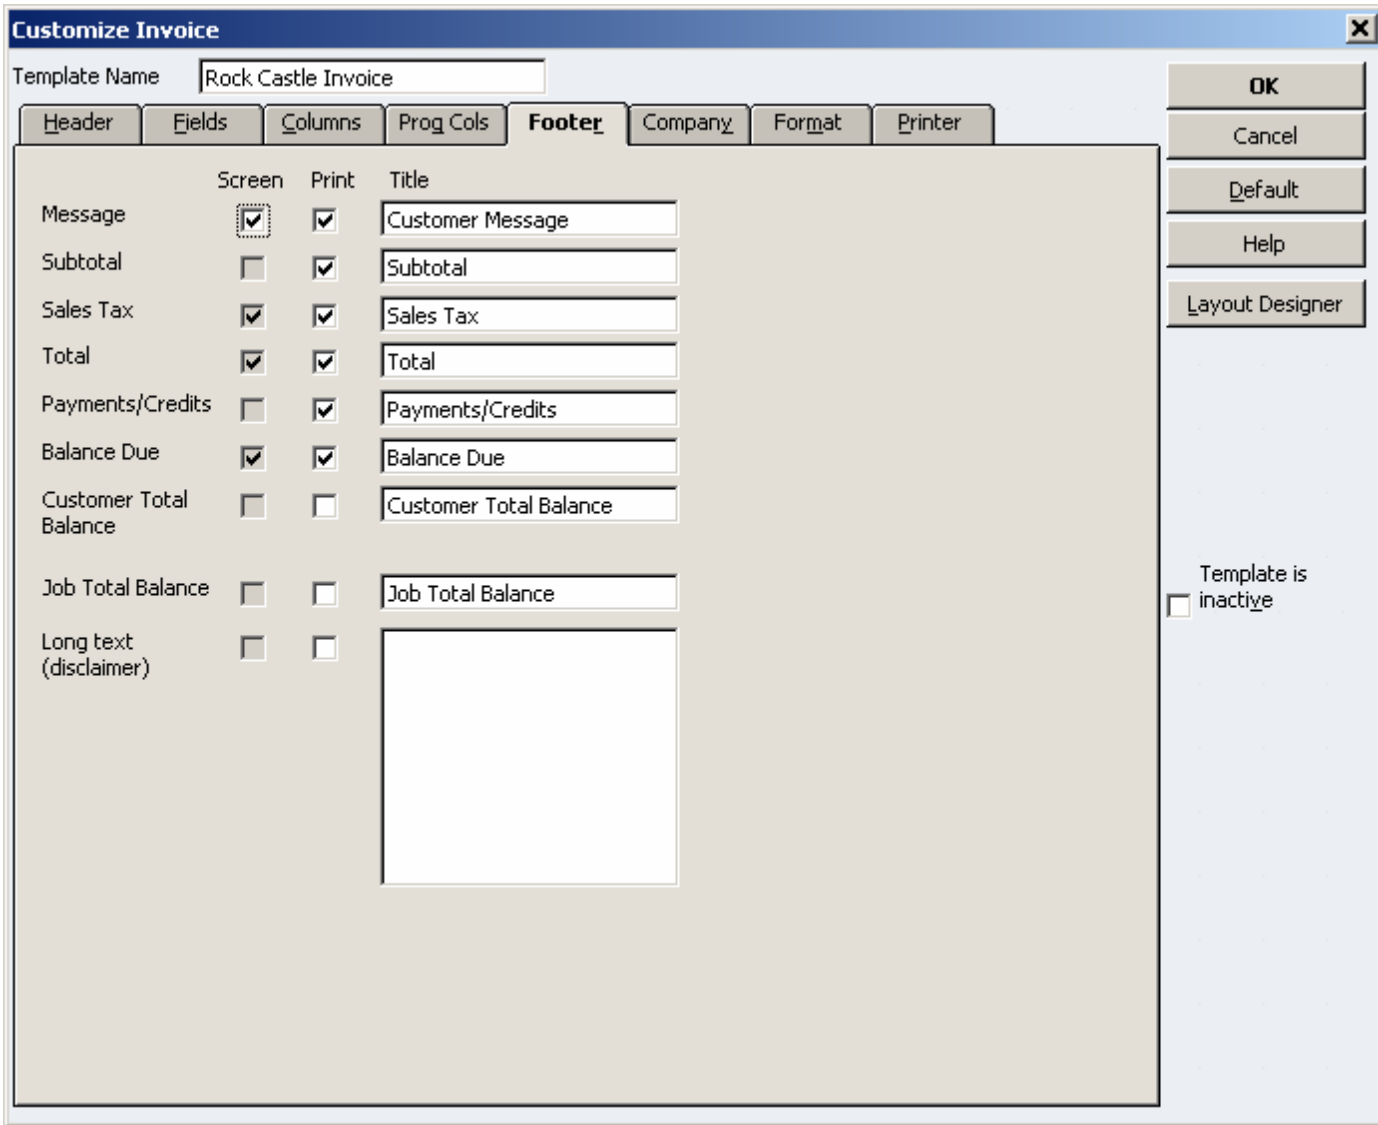 Customize Invoice
Template Name Rock Castle Invoice
OK
Header Fields Columns Prog Cols Footer Company Format Printer
Cancel
Screen Print Title
Default
Message Customer Message
Help
Subtotal Subtotal
Sales Tax Sales Tax
Layout Designer
Total Total
Payments/Credits Payments/Credits
Balance Due Balance Due
Customer Total Customer Total Balance
Balance
Job Total Balance Job Total Balance
Template is
inactive
Long text
(disclaimer)